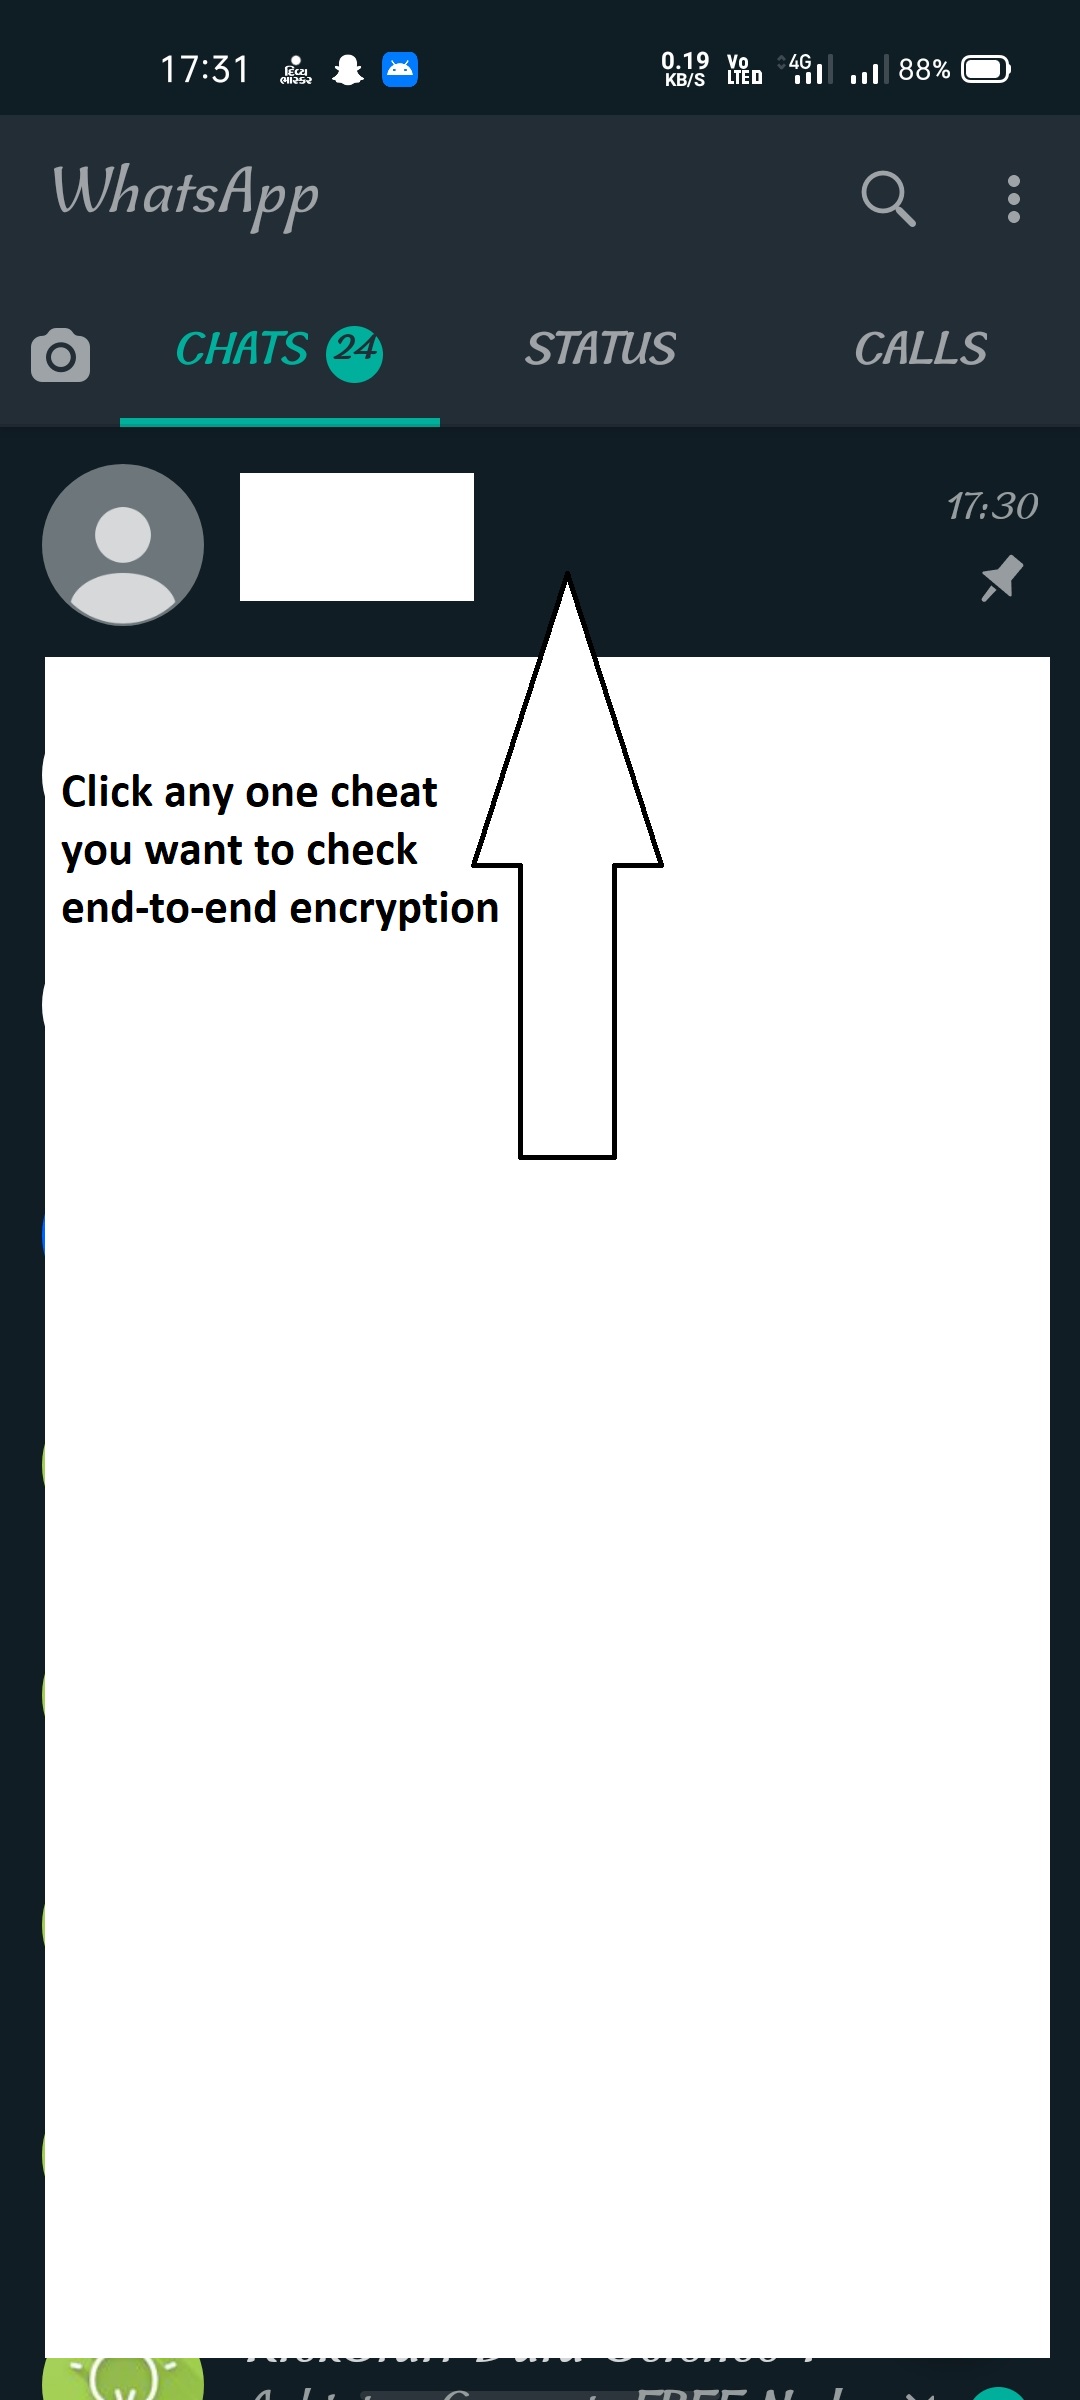 17:31 દિવ્ય ભાસ્કર 0.19 KB/S Vo LTE 4G 88%
WhatsApp
CHATS 24 STATUS CALLS
17:30
Click any one cheat
you want to check
end-to-end encryption